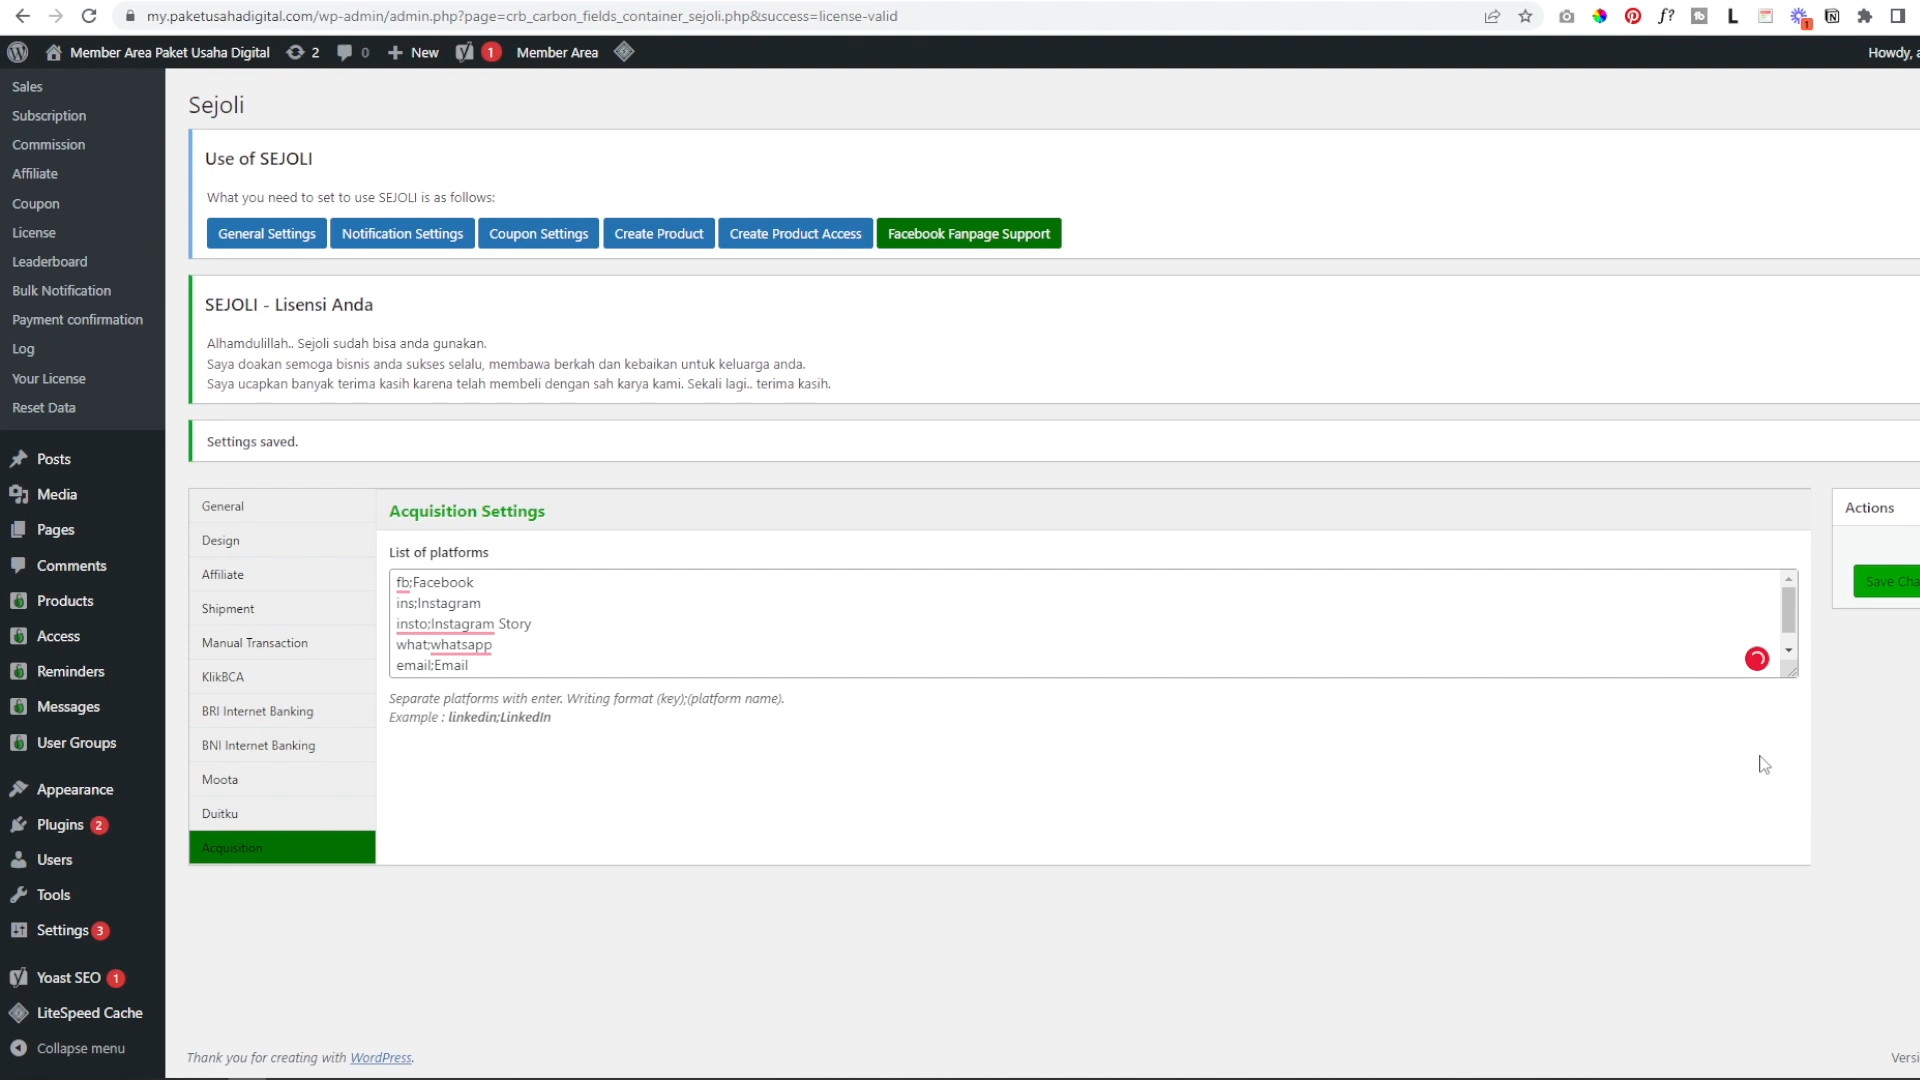 my.paketusahadigital.com/wp-admin/admin.php?page=crb_carbon_fields_container_sejoli.php&success=license-valid
f?
tb
L
1
N
Member Area Paket Usaha Digital
2
0
New
1
Member Area
Howdy, a
Sales
Subscription
Commission
Affiliate
Coupon
License
Leaderboard
Bulk Notification
Payment confirmation
Log
Your License
Reset Data
Posts
Media
Pages
Comments
Products
Access
Reminders
Messages
User Groups
Appearance
Plugins 2
Users
Tools
Settings 3
Yoast SEO 1
LiteSpeed Cache
Collapse menu
Sejoli
Use of SEJOLI
What you need to set to use SEJOLI is as follows:
General Settings Notification Settings Coupon Settings Create Product Create Product Access Facebook Fanpage Support
SEJOLI - Lisensi Anda
Alhamdulillah.. Sejoli sudah bisa anda gunakan.
Saya doakan semoga bisnis anda sukses selalu, membawa berkah dan kebaikan untuk keluarga anda.
Saya ucapkan banyak terima kasih karena telah membeli dengan sah karya kami. Sekali lagi.. terima kasih.
Settings saved.
General
Design
Affiliate
Shipment
Manual Transaction
KlikBCA
BRI Internet Banking
BNI Internet Banking
Moota
Duitku
Acquisition
Acquisition Settings
List of platforms
fb;Facebook
ins;Instagram
insto;Instagram Story
what;whatsapp
email;Email
Separate platforms with enter. Writing format (key);(platform name).
Example : linkedin;LinkedIn
Actions
Save Cha
Thank you for creating with WordPress.
Versi